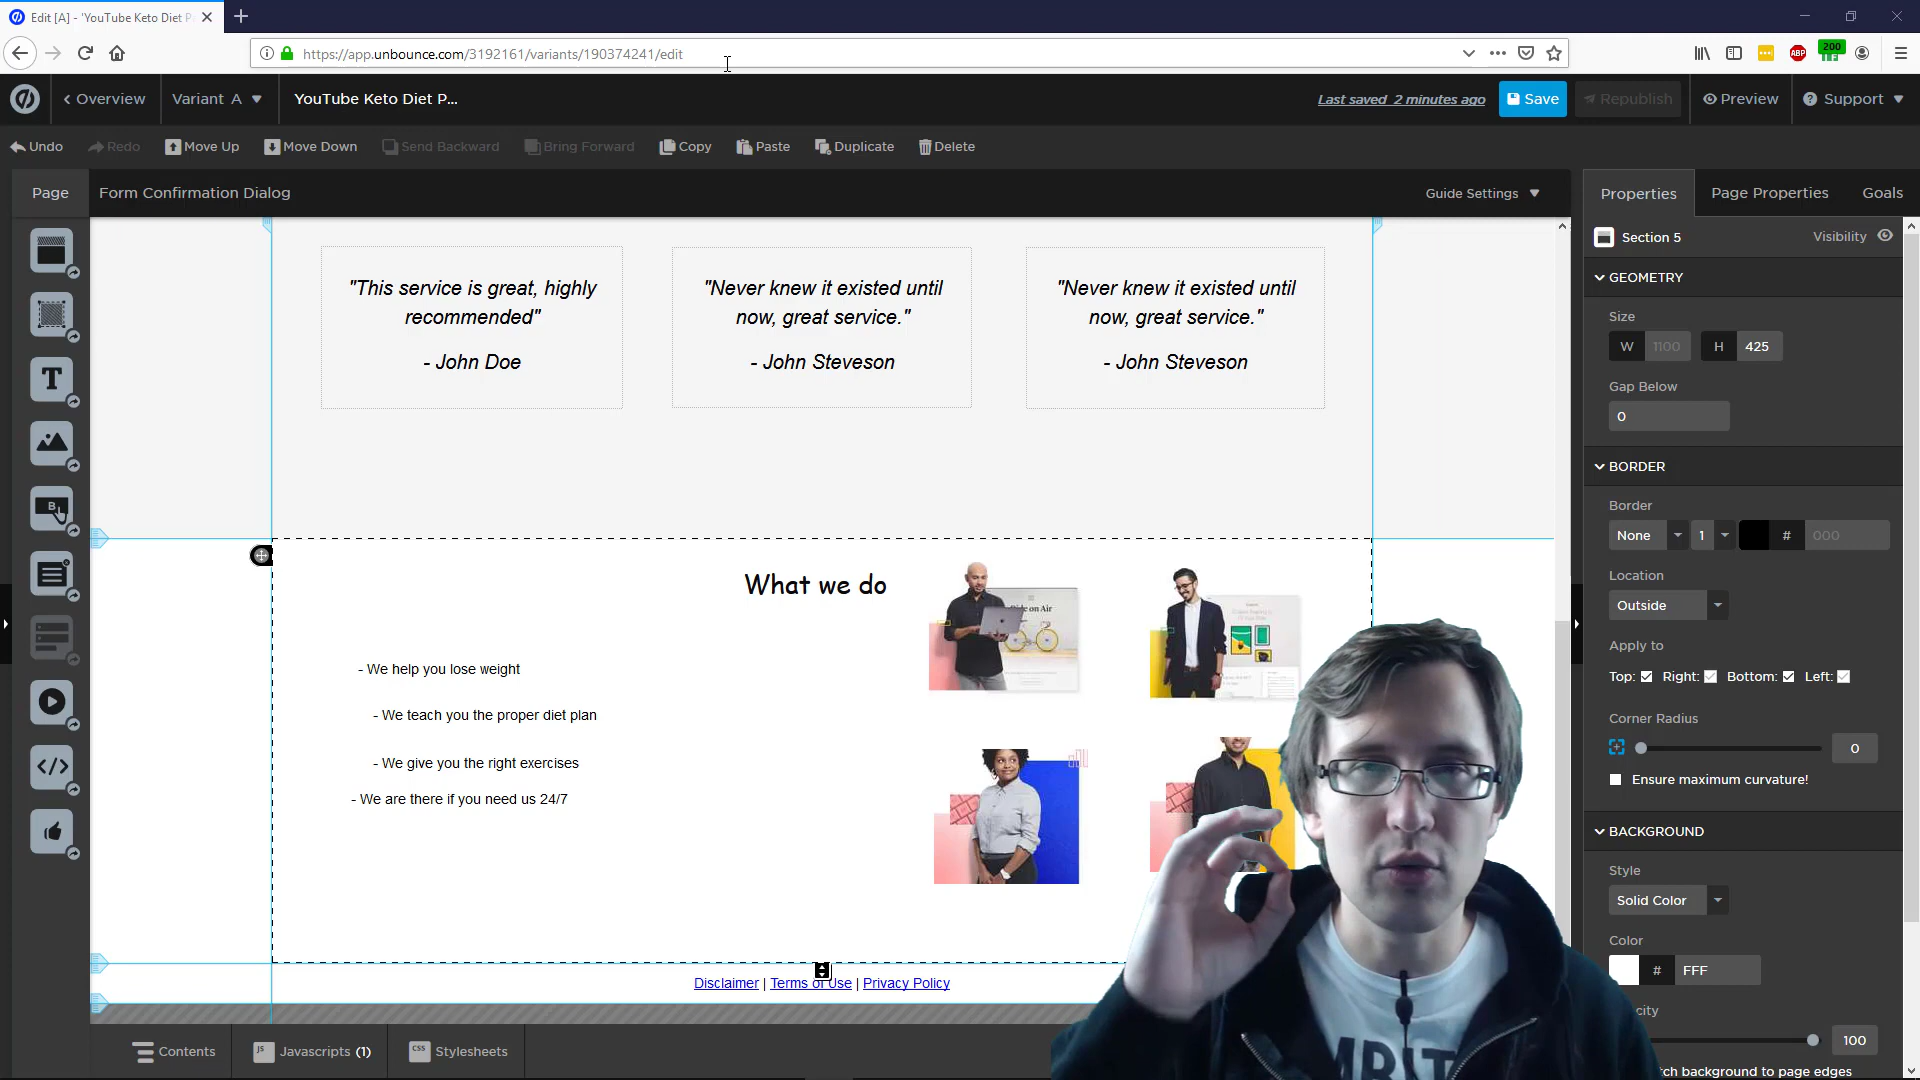 Edit [A] - 'YouTube Keto Diet P
https://app.unbounce.com/3192161/variants/190374241/edit
ABP
200
Overview
Variant A
YouTube Keto Diet P...
Last saved 2 minutes ago
Save
Republish
Preview
Support
Undo
Redo
Move Up
Move Down
Send Backward
Bring Forward
Copy
Paste
Duplicate
Delete
Page
Form Confirmation Dialog
Guide Settings
Properties
Page Properties
Goals
Section 5
Visibility
GEOMETRY
Size
W 1100 H 425
Gap Below
0
BORDER
Border
None 1 # 000
Location
Outside
Apply to
Top: Right: Bottom: Left:
Corner Radius
0
Ensure maximum curvature!
BACKGROUND
Style
Solid Color
Color
# FFF
100
background to page edges
"This service is great, highly
recommended"
- John Doe
"Never knew it existed until
now, great service."
- John Steveson
"Never knew it existed until
now, great service."
- John Steveson
What we do
- We help you lose weight
- We teach you the proper diet plan
- We give you the right exercises
- We are there if you need us 24/7
Disclaimer | Terms of Use | Privacy Policy
Contents
JS Javascripts (1)
CSS Stylesheets